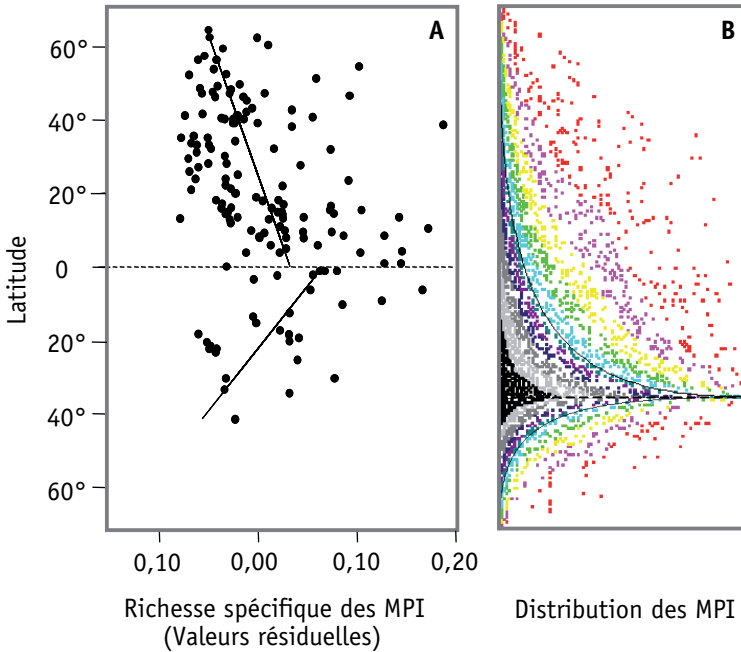 A
B
60°
40°
20°
0
20°
40°
60°
Latitude
0,10
0,00
0,10
0,20
Richesse spécifique des MPI
(Valeurs résiduelles)
Distribution des MPI